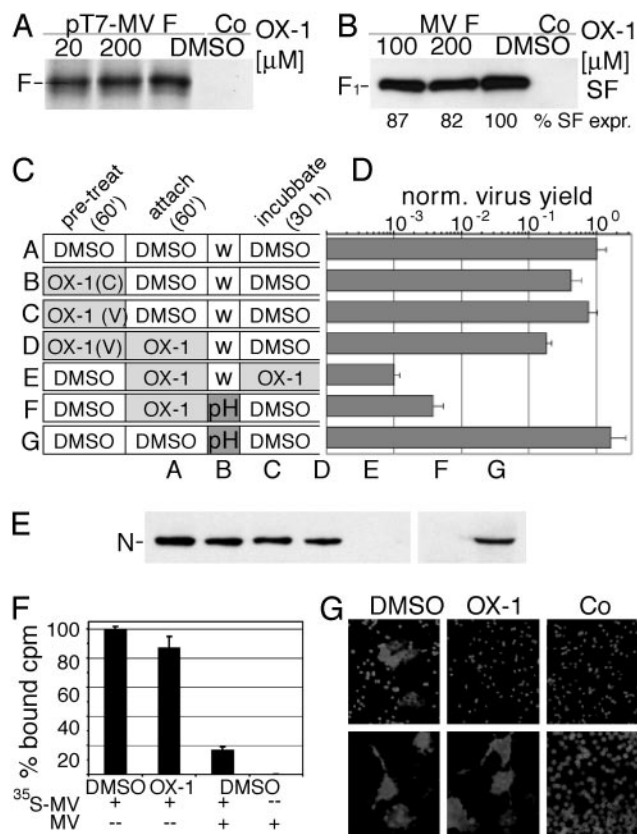 A pT7-MV F Co OX-1
20 200 DMSO [µM]
F-
B MV F Co OX-1
100 200 DMSO [µM]
F1- SF
87 82 100 % SF expr.
C
pre-treat (60')
attach (60')
incubbate (30 h)
D norm. virus yield
10-3 10-2 10-1 100
A DMSO DMSO w DMSO
B OX-1(C) DMSO w DMSO
C OX-1 (V) DMSO w DMSO
D OX-1(V) OX-1 w DMSO
E DMSO OX-1 w OX-1
F DMSO OX-1 pH DMSO
G DMSO DMSO pH DMSO
A B C D E F G
E N-
F
% bound cpm
100
80
60
40
20
DMSO OX-1 DMSO
35S-MV + + + --
MV -- -- + +
G DMSO OX-1 Co